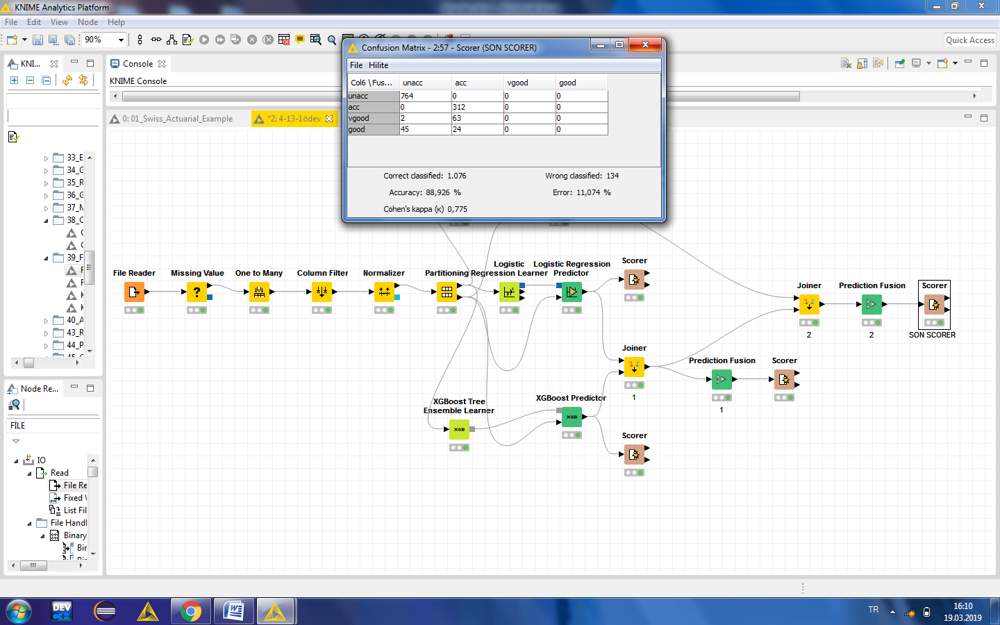 KNIME Analytics Platform
File Edit View Node Help
90%
Quick Access
KNI...
Console
KNIME Console
0: 01_Swiss_Actuarial_Example
*2: 4-13-1ödev
Confusion Matrix - 2:57 - Scorer (SON SCORER)
File Hilite
Col6 \ Fus... unacc acc vgood good
unacc 764 0 0 0
acc 0 312 0 0
vgood 2 63 0 0
good 45 24 0 0
Correct classified: 1.076 Wrong classified: 134
Accuracy: 88,926 % Error: 11,074 %
Cohen's kappa (κ) 0,775
33_E
34_G
35_R
36_G
37_M
38_C
39_F
40_A
43_R
44_P
Node Re...
FİLE
IO
Read
File Re
Fixed
List Fil
File Handl
Binary
Bin
File Reader
Missing Value
One to Many
Column Filter
Normalizer
Partitioning
Logistic
Regression Learner
Logistic Regression
Predictor
Scorer
Joiner
1
XGBoost Tree
Ensemble Learner
XGBoost Predictor
Scorer
Prediction Fusion
1
Scorer
Joiner
2
Prediction Fusion
2
Scorer
SON SCORER
DEV
C++
TR
16:10
19.03.2019